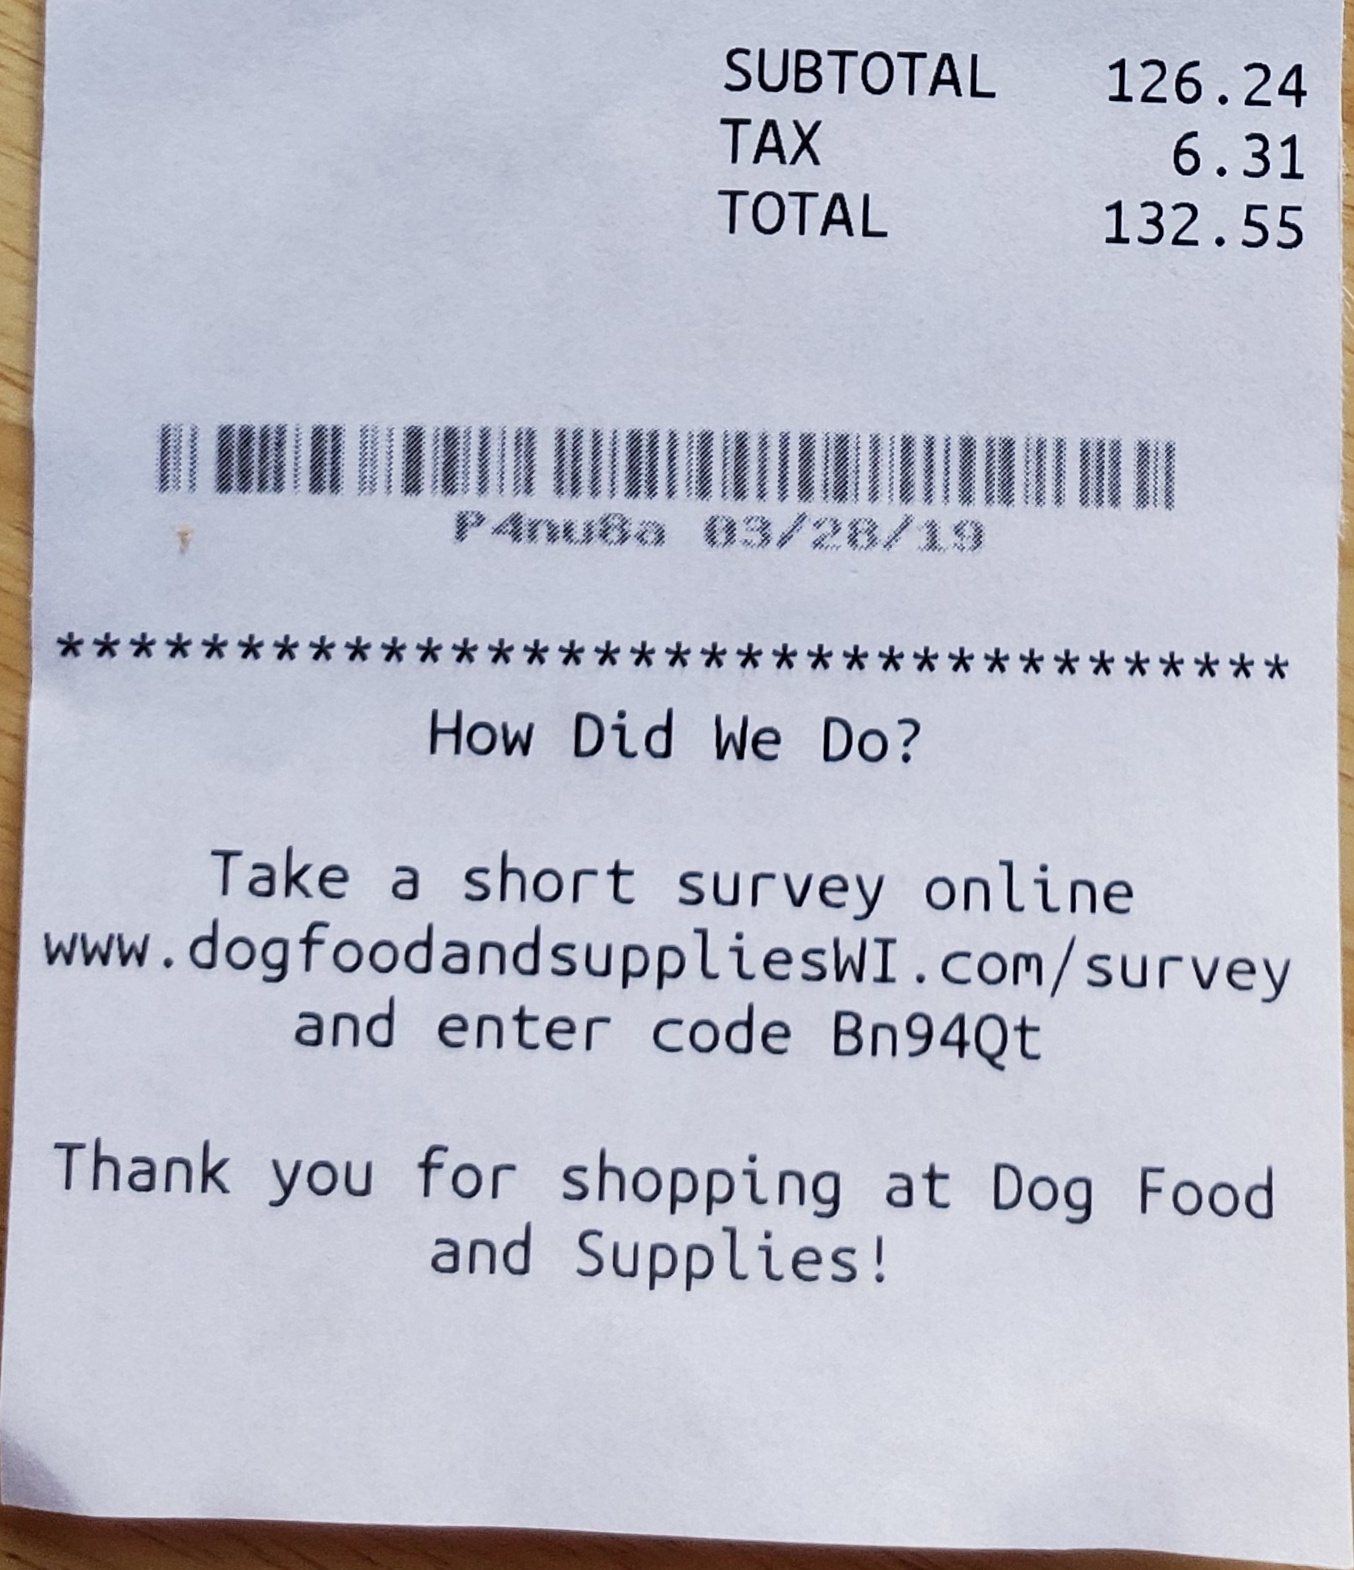 SUBTOTAL 126.24
TAX 6.31
TOTAL 132.55
P4nu8a 03/28/19
***********************************
How Did We Do?
Take a short survey online
www.dogfoodandsuppliesWI.com/survey
and enter code Bn94Qt
Thank you for shopping at Dog Food
and Supplies!